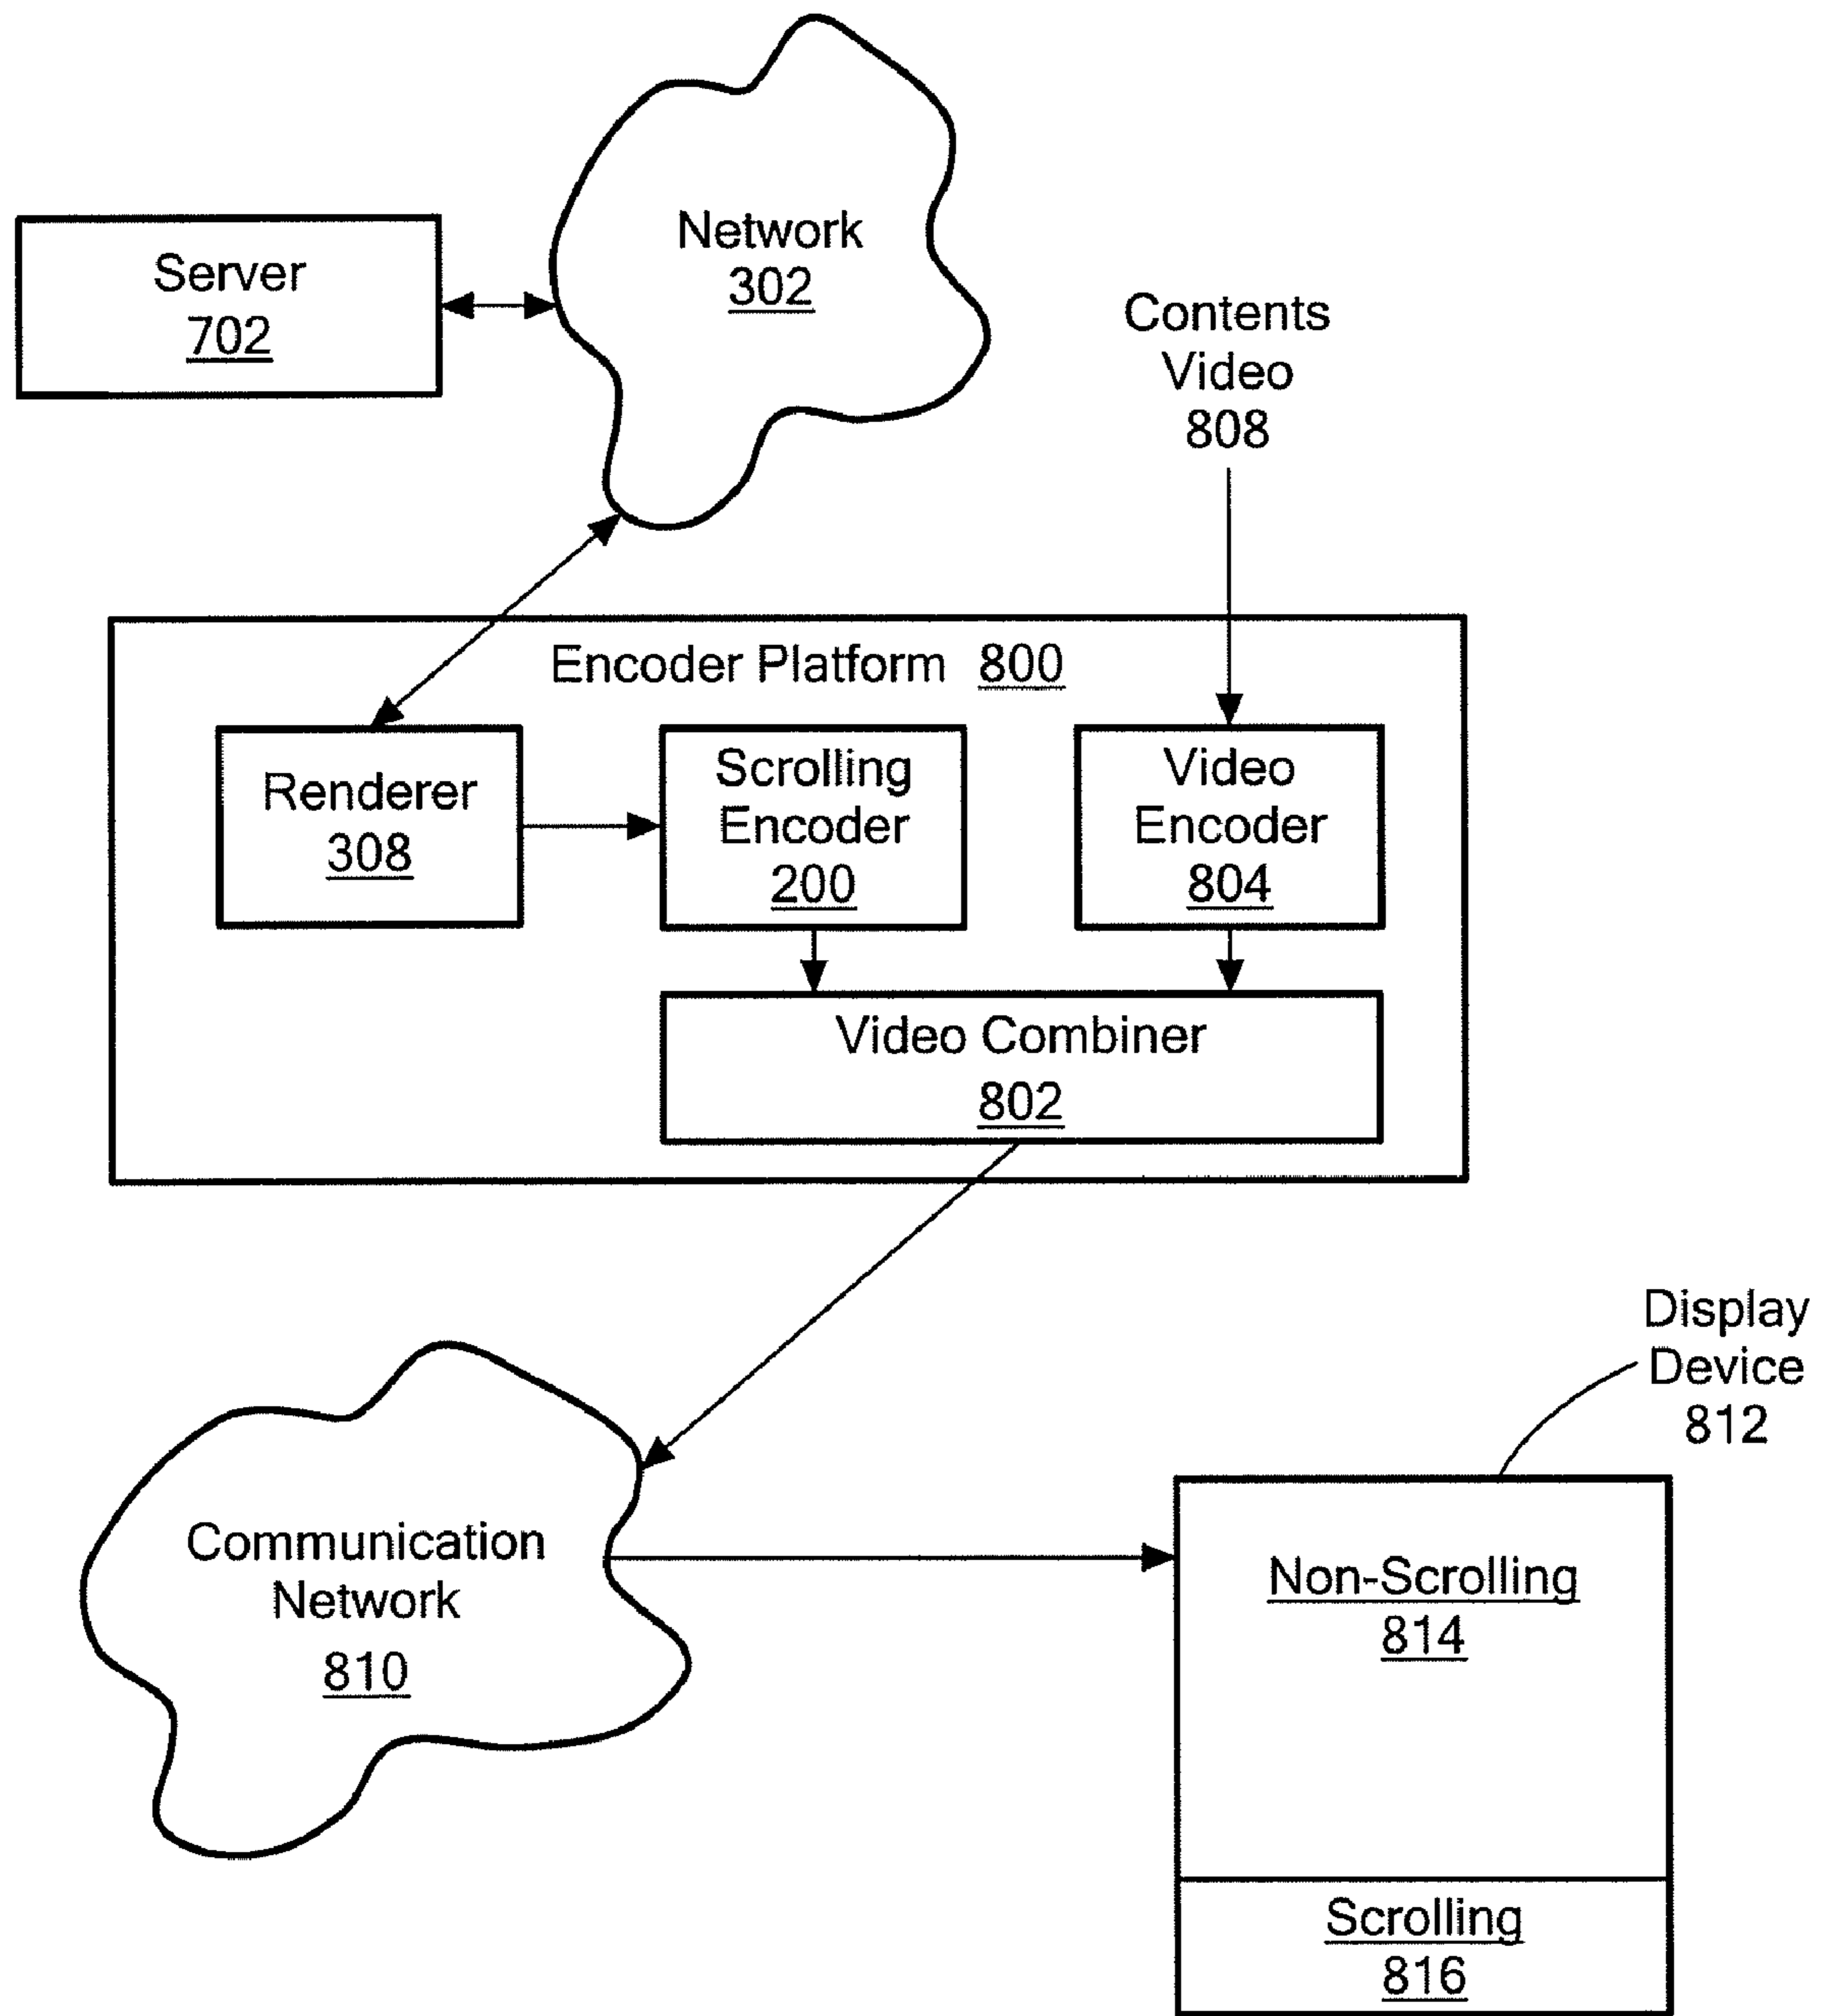 Network
302
Server
702
Contents
Video
808
Encoder Platform 800
Renderer
308
Scrolling
Encoder
200
Video
Encoder
804
Video Combiner
802
Display
Device
812
Communication
Network
810
Non-Scrolling
814
Scrolling
816